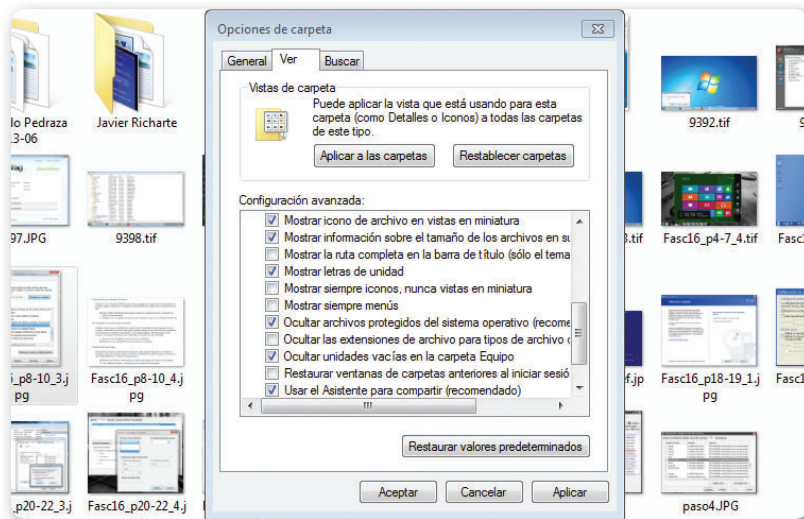 Opciones de carpeta
General
Ver
Buscar
Vistas de carpeta
Puede aplicar la vista que está usando para esta
carpeta (como Detalles o Iconos) a todas las carpetas
de este tipo.
Aplicar a las carpetas
Restablecer carpetas
Configuración avanzada:
Mostrar icono de archivo en vistas en miniatura
Mostrar información sobre el tamaño de los archivos en su
Mostrar la ruta completa en la barra de título (sólo el tema
Mostrar letras de unidad
Mostrar siempre iconos, nunca vistas en miniatura
Mostrar siempre menús
Ocultar archivos protegidos del sistema operativo (recome
Ocultar las extensiones de archivo para tipos de archivo
Ocultar unidades vacías en la carpeta Equipo
Restaurar ventanas de carpetas anteriores al iniciar sesió
Usar el Asistente para compartir (recomendado)
Restaurar valores predeterminados
Aceptar
Cancelar
Aplicar
lo Pedraza
3-06
Javier Richarte
9392.tif
97.JPG
9398.tif
3.tif
Fasc16_p4-7_4.tif
Fasc1
_p8-10_3.j
pg
Fasc16_p8-10_4.j
pg
ef.jp
Fasc16_p18-19_1.j
pg
Fasc1
_p20-22_3.j
Fasc16_p20-22_4.j
paso4.JPG